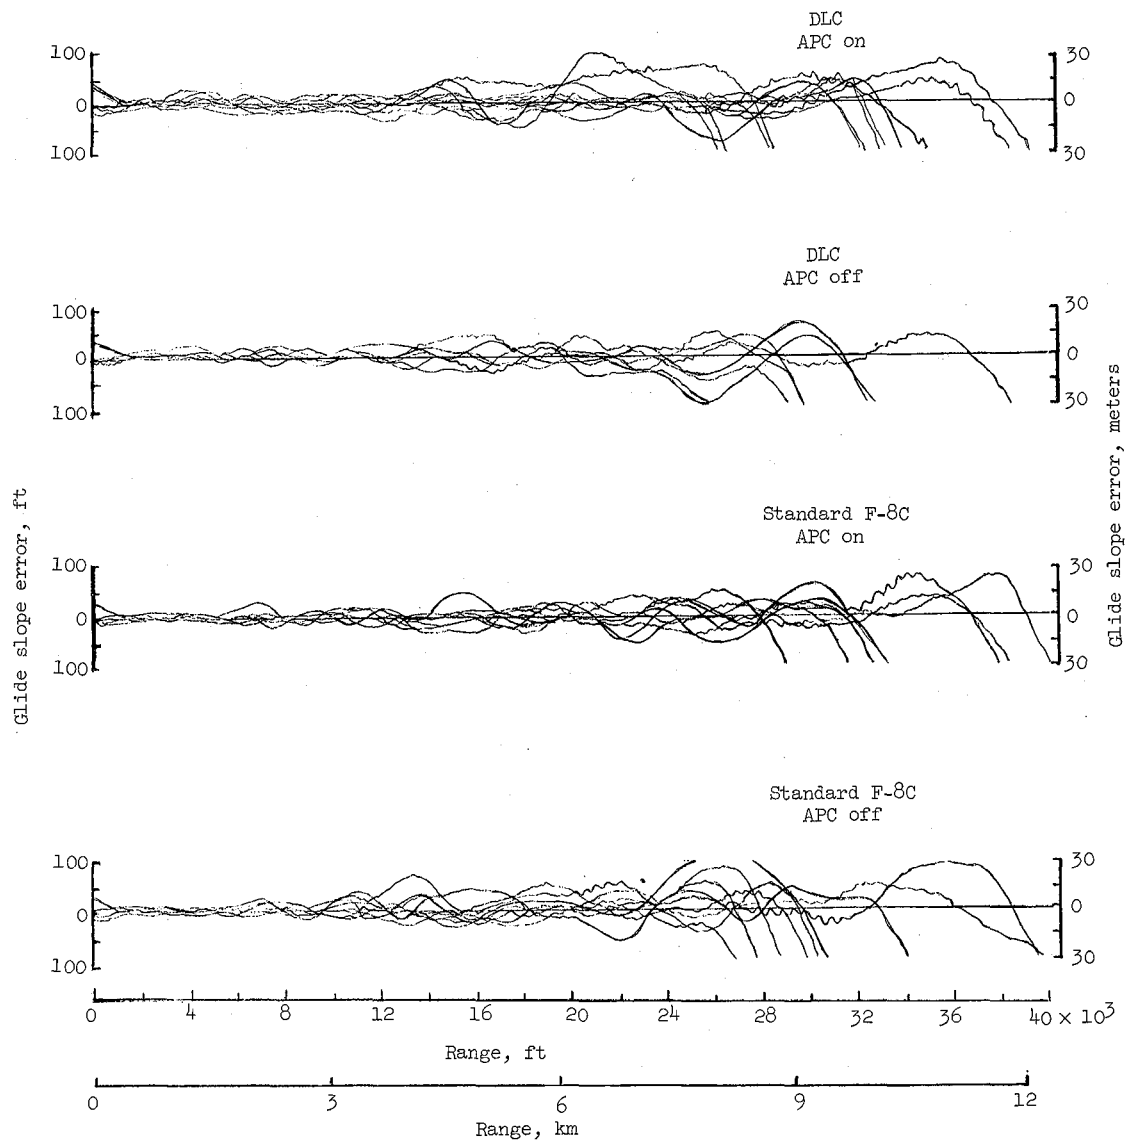 DLC
APC on
100
0
100
30
0
30
DLC
APC off
100
0
100
30
0
30
Glide slope error, ft
Glide slope error, meters
Standard F-8C
APC on
100
0
100
30
0
30
Standard F-8C
APC off
100
0
100
30
0
30
0 4 8 12 16 20 24 28 32 36 40 × 10³
Range, ft
0 3 6 9 12
Range, km